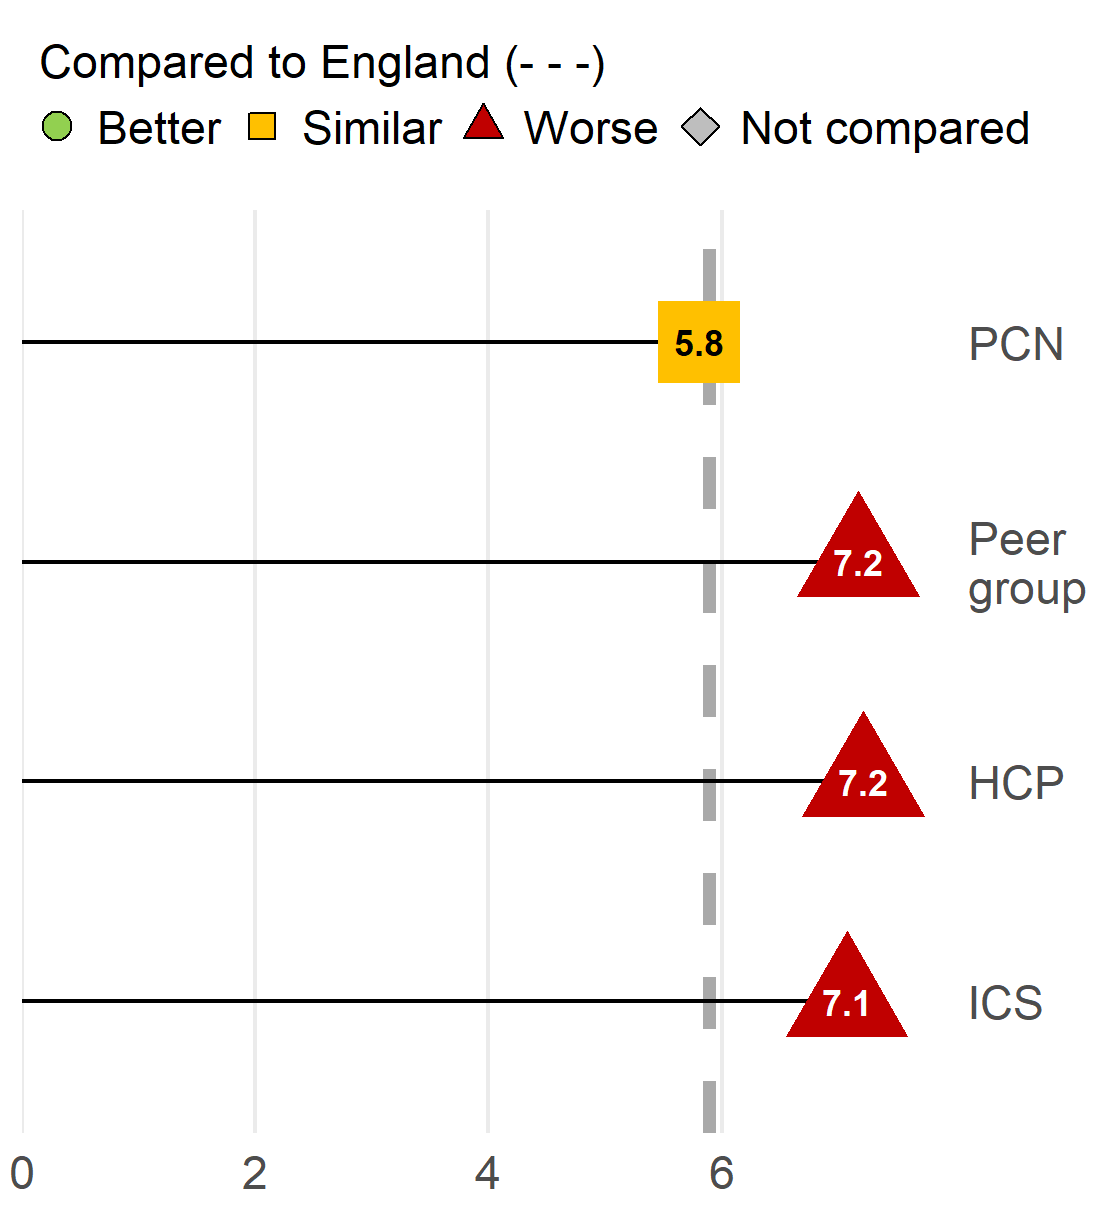 Compared to England (- - -)
Better Similar Worse Not compared
5.8 PCN
7.2 Peer
group
7.2 HCP
7.1 ICS
0 2 4 6